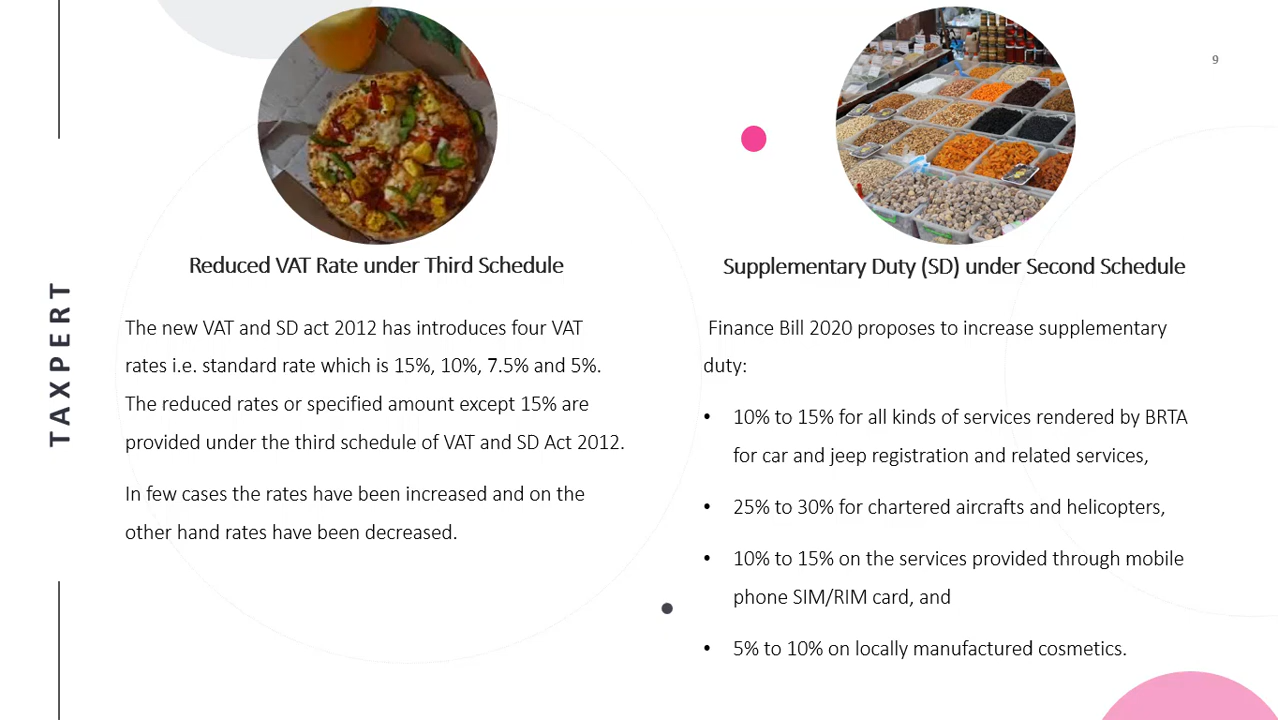 9
TAXPERT
Reduced VAT Rate under Third Schedule
The new VAT and SD act 2012 has introduces four VAT
rates i.e. standard rate which is 15%, 10%, 7.5% and 5%.
The reduced rates or specified amount except 15% are
provided under the third schedule of VAT and SD Act 2012.
In few cases the rates have been increased and on the
other hand rates have been decreased.
Supplementary Duty (SD) under Second Schedule
Finance Bill 2020 proposes to increase supplementary
duty:
• 10% to 15% for all kinds of services rendered by BRTA
for car and jeep registration and related services,
• 25% to 30% for chartered aircrafts and helicopters,
• 10% to 15% on the services provided through mobile
phone SIM/RIM card, and
• 5% to 10% on locally manufactured cosmetics.